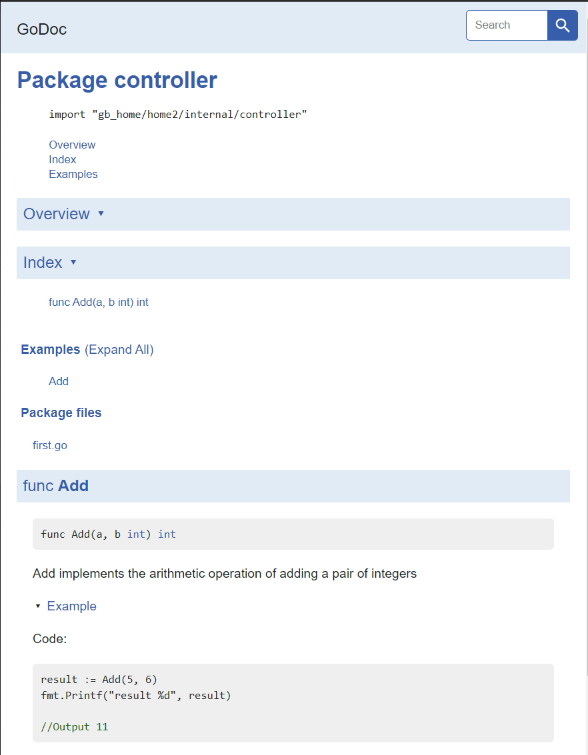 GoDoc
Search
Package controller
import "gb_home/home2/internal/controller"
Overview
Index
Examples
Overview ▾
Index ▾
func Add(a, b int) int
Examples (Expand All)
Add
Package files
first.go
func Add
func Add(a, b int) int
Add implements the arithmetic operation of adding a pair of integers
▾ Example
Code:
result := Add(5, 6)
fmt.Printf("result %d", result)
//Output 11